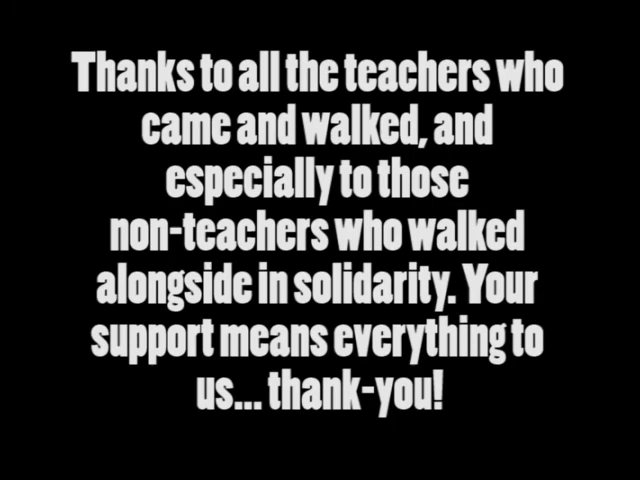 Thanks to all the teachers who
came and walked, and
especially to those
non-teachers who walked
alongside in solidarity. Your
support means everything to
us... thank-you!